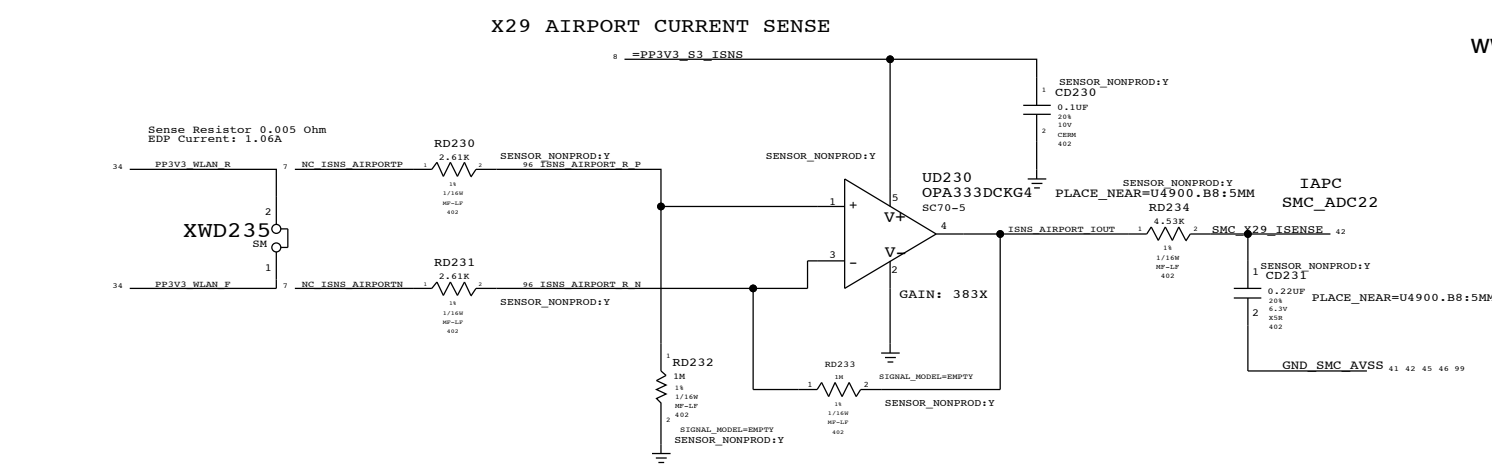 X29 AIRPORT CURRENT SENSE
8 =PP3V3_S3_ISNS
SENSOR_NONPROD:Y
1 CD230
0.1UF
20%
10V
CERM
402
2
Sense Resistor 0.005 Ohm
EDP Current: 1.06A
34 PP3V3_WLAN_R
7 NC_ISNS_AIRPORTP
RD230
2.61K
1 2
1%
1/16W
MF-LF
402
SENSOR_NONPROD:Y
96 ISNS_AIRPORT_R_P
SENSOR_NONPROD:Y
XWD235
SM
2
1
34 PP3V3_WLAN_F
7 NC_ISNS_AIRPORTN
RD231
2.61K
1 2
1%
1/16W
MF-LF
402
96 ISNS_AIRPORT_R_N
SENSOR_NONPROD:Y
UD230
OPA333DCKG4
SC70-5
1 +
3 -
5
V+
V-
2
4
GAIN: 383X
ISNS_AIRPORT_IOUT
SENSOR_NONPROD:Y
PLACE_NEAR=U4900.B8:5MM
RD234
4.53K
1 2
1%
1/16W
MF-LF
402
IAPC
SMC_ADC22
SMC_X29_ISENSE 42
SENSOR_NONPROD:Y
1 CD231
0.22UF
20%
6.3V
X5R
402
2
PLACE_NEAR=U4900.B8:5MM
GND_SMC_AVSS 41 42 45 46 99
1
RD232
1M
1%
1/16W
MF-LF
402
2
SIGNAL_MODEL=EMPTY
SENSOR_NONPROD:Y
RD233
1M
1 2
1%
1/16W
MF-LF
402
SIGNAL_MODEL=EMPTY
SENSOR_NONPROD:Y